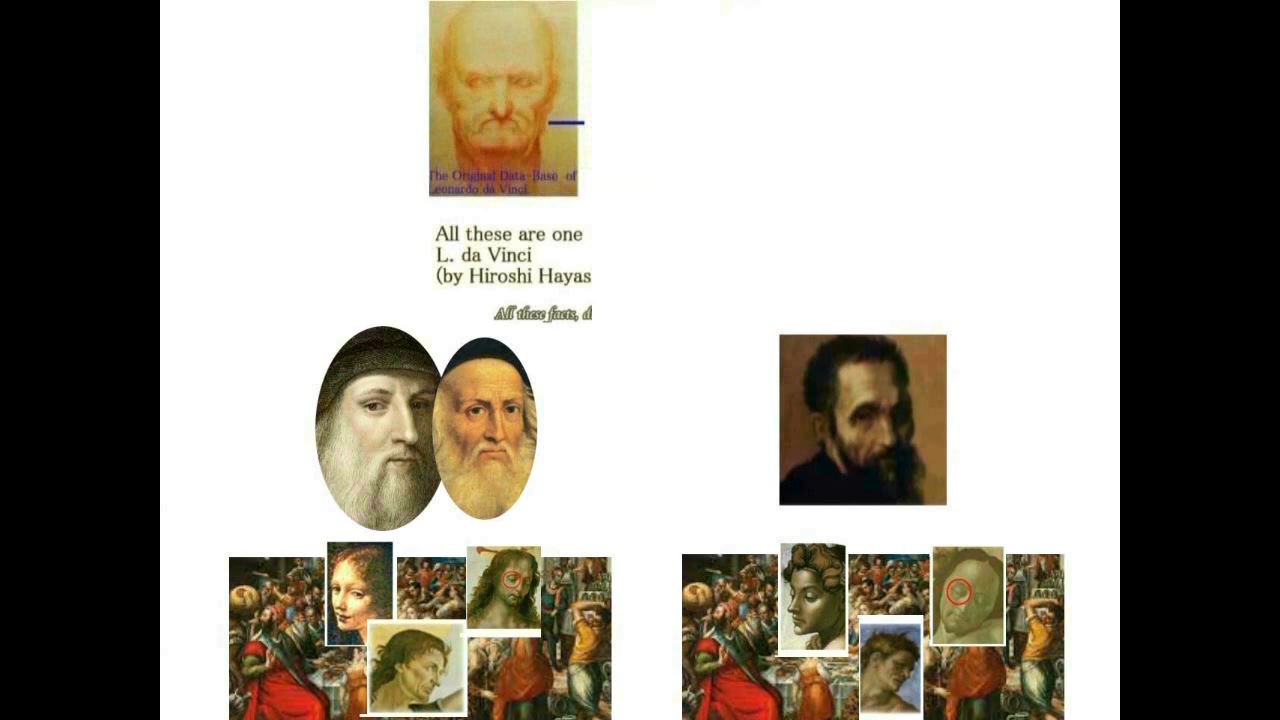 The Original Data-Base of
Leonardo da Vinci
All these are one
L. da Vinci
(by Hiroshi Hayas
All these facts, d